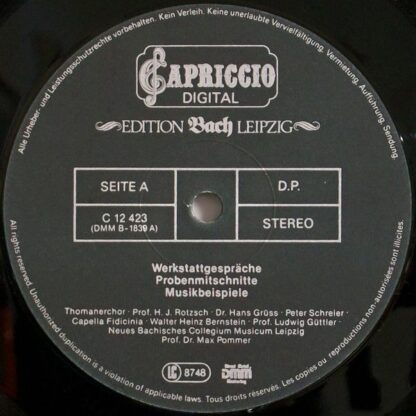 Alle Urheber- und Leistungsschutzrechte vorbehalten. Kein Verleih. Keine unerlaubte Vervielfältigung, Vermietung, Aufführung, Sendung.
CAPRICCIO
DIGITAL
EDITION Bach LEIPZIG
SEITE A
D.P.
C 12 423
(DMM B-1839 A)
STEREO
Werkstattgespräche
Probenmitschnitte
Musikbeispiele
Thomanerchor · Prof. H. J. Rotzsch · Dr. Hans Grüss · Peter Schreier ·
Capella Fidicinia · Walter Heinz Bernstein · Prof. Ludwig Güttler ·
Neues Bachisches Collegium Musicum Leipzig ·
Prof. Dr. Max Pommer
LC 8748
DMM
All rights reserved. Unauthorized duplication is a violation of applicable laws. Tous droits réservés. Les copies non autorisées sont illicites.